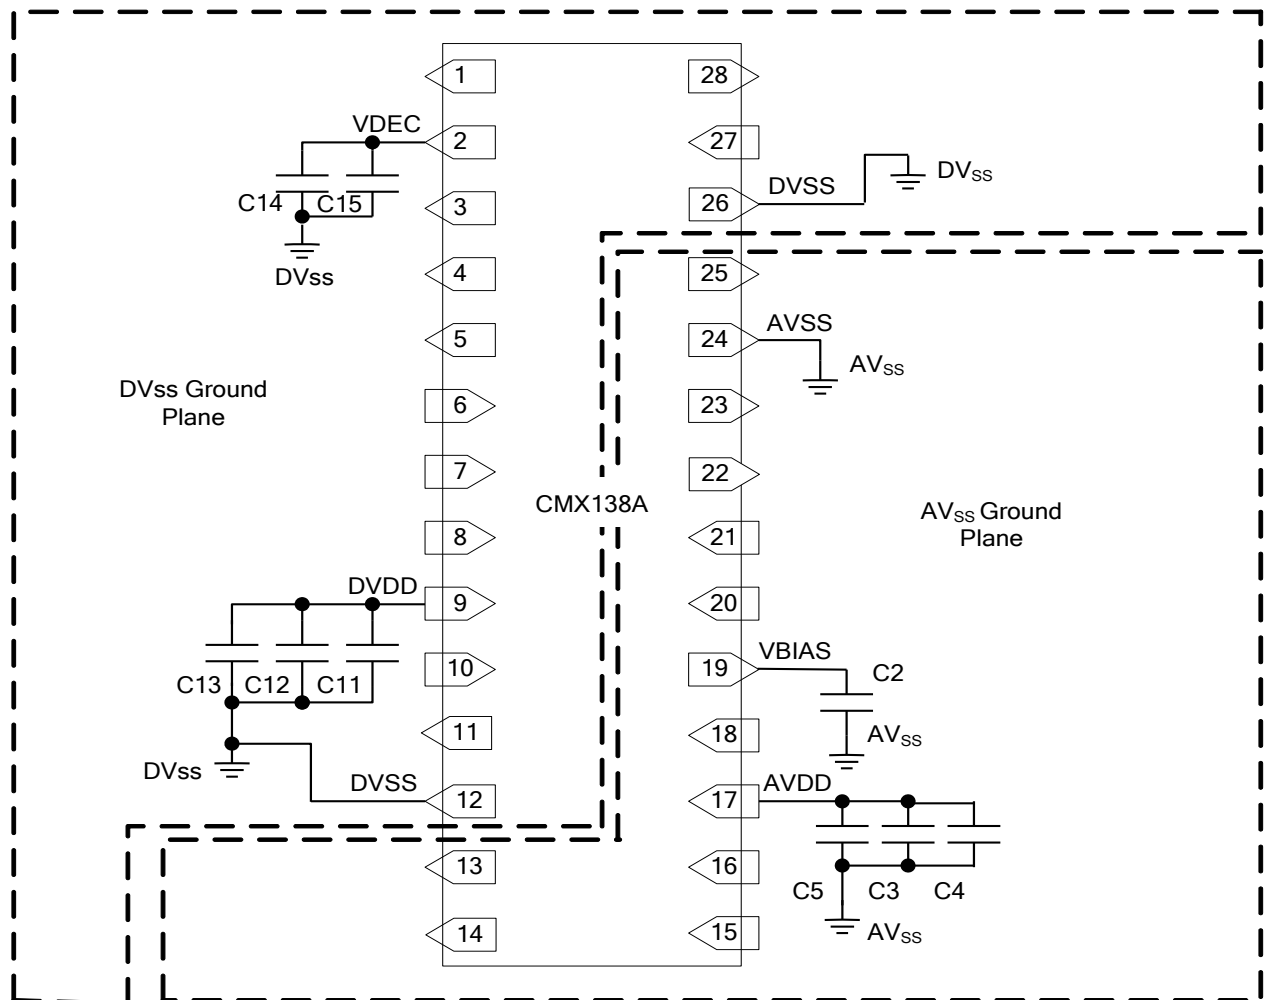 1
28
VDEC
2
27
C14
C15
3
DVSS
26
DVSS
DVss
4
25
5
AVSS
24
AVSS
DVss Ground
Plane
6
23
7
22
CMX138A
AVSS Ground
Plane
8
21
DVDD
9
20
C13
C12
C11
10
VBIAS
19
C2
11
18
AVSS
DVss
DVSS
12
AVDD
17
13
16
C5
C3
C4
14
15
AVSS